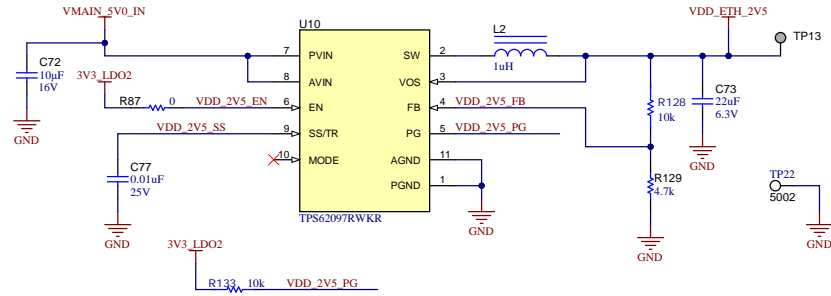 VMAIN_5V0_IN
VDD_ETH_2V5
U10
L2
TP13
7 PVIN SW 2
1uH
C72
10µF
16V
8 AVIN VOS 3
3V3_LDO2
C73
22uF
6.3V
R87 0 VDD_2V5_EN 6 EN FB 4 VDD_2V5_FB
R128
10k
GND
VDD_2V5_SS 9 SS/TR PG 5 VDD_2V5_PG
10 MODE AGND 11
C77
0.01uF
25V
PGND 1
R129
4.7k
GND
TP22
5002
TPS62097RWKR
GND
GND
GND
GND
3V3_LDO2
R133 10k VDD_2V5_PG